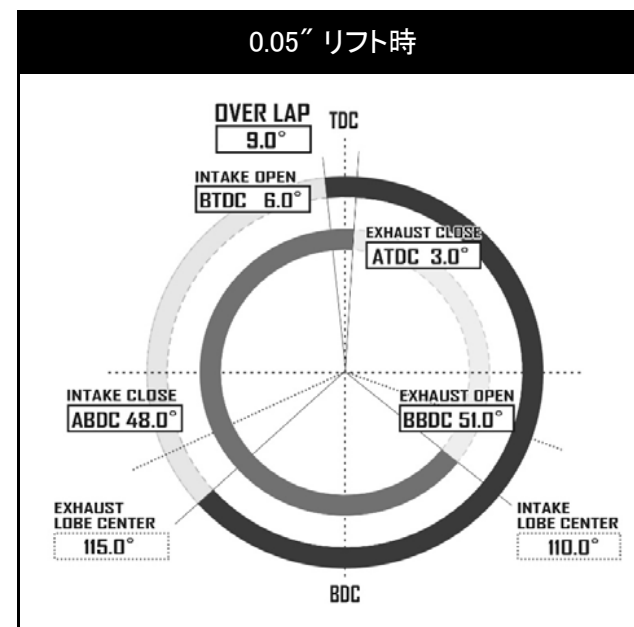 0.05″ リフト時
OVER LAP
9.0°
TDC
INTAKE OPEN
BTDC 6.0°
EXHAUST CLOSE
ATDC 3.0°
INTAKE CLOSE
ABDC 48.0°
EXHAUST OPEN
BBDC 51.0°
EXHAUST
LOBE CENTER
115.0°
INTAKE
LOBE CENTER
110.0°
BDC